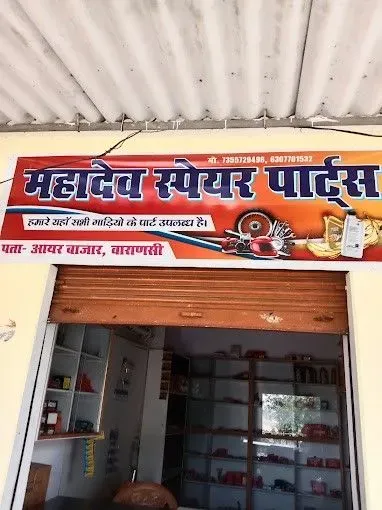 मो. 7355729496, 6307701532
महादेव स्पेयर पार्ट्स
हमारे यहाँ सभी गाड़ियो के पार्ट उपलब्ध है।
पता- आयर बाजार, वाराणसी